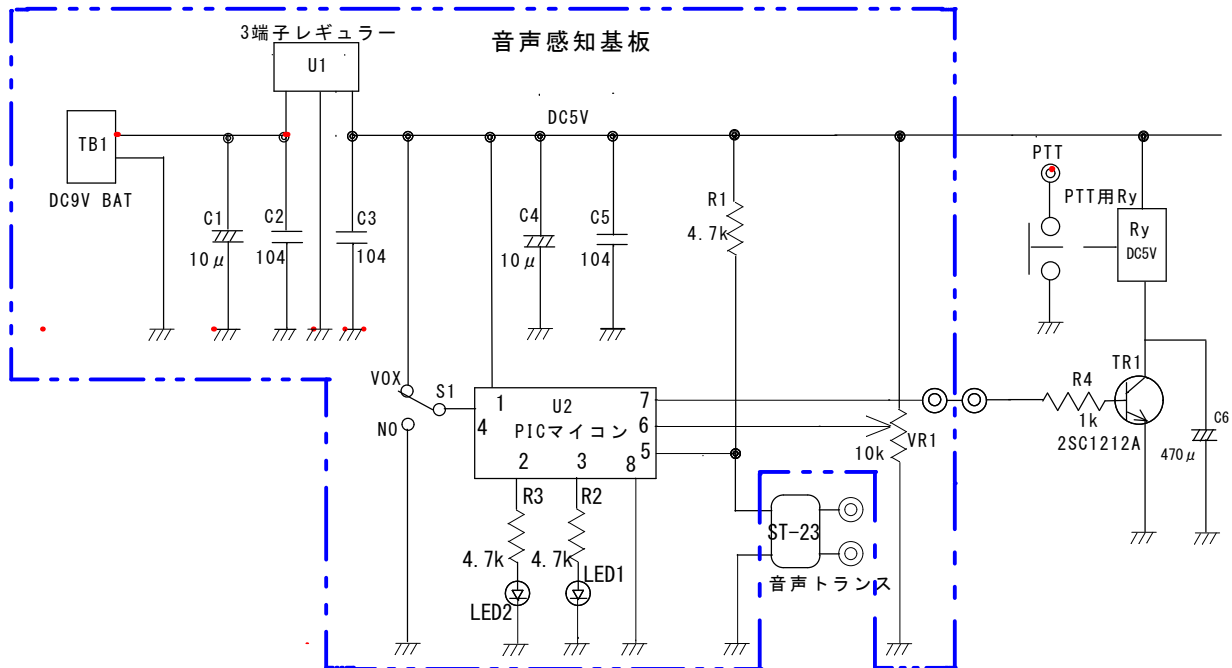 3端子レギュラー
音声感知基板
U1
DC5V
TB1
DC9V BAT
PTT
PTT用Ry
Ry
DC5V
C1
10μ
C2
104
C3
104
C4
10μ
C5
104
R1
4.7k
VOX
S1
NO
1
U2
7
4
PICマイコン
6
5
2
3
8
VR1
10k
R4
1k
TR1
2SC1212A
C6
470μ
R3
R2
4.7k
4.7k
LED1
LED2
ST-23
音声トランス